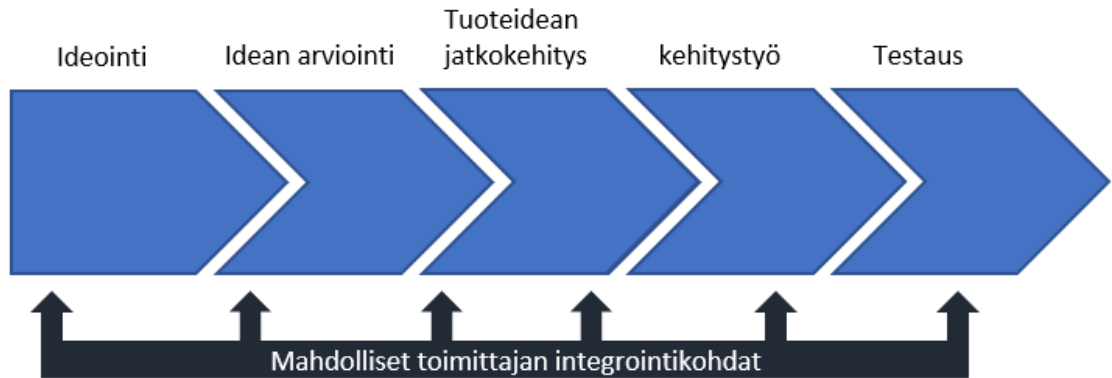 Ideointi
Idean arviointi
Tuoteidean
jatkokehitys
kehitystyö
Testaus
Mahdolliset toimittajan integrointikohdat